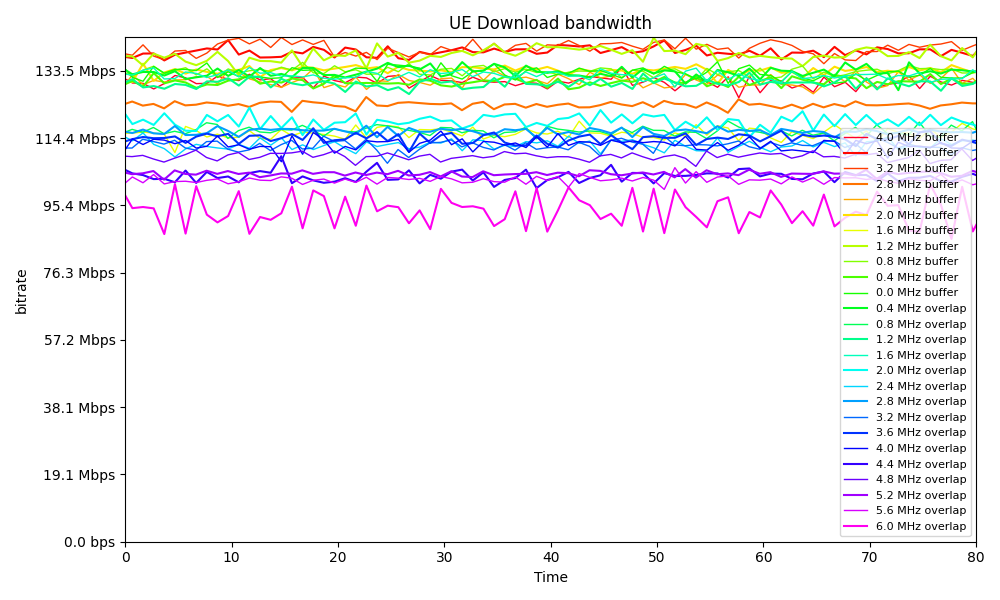 UE Download bandwidth
133.5 Mbps
114.4 Mbps
95.4 Mbps
76.3 Mbps
57.2 Mbps
38.1 Mbps
19.1 Mbps
0.0 bps
bitrate
0 10 20 30 40 50 60 70 80
Time
4.0 MHz buffer
3.6 MHz buffer
3.2 MHz buffer
2.8 MHz buffer
2.4 MHz buffer
2.0 MHz buffer
1.6 MHz buffer
1.2 MHz buffer
0.8 MHz buffer
0.4 MHz buffer
0.0 MHz buffer
0.4 MHz overlap
0.8 MHz overlap
1.2 MHz overlap
1.6 MHz overlap
2.0 MHz overlap
2.4 MHz overlap
2.8 MHz overlap
3.2 MHz overlap
3.6 MHz overlap
4.0 MHz overlap
4.4 MHz overlap
4.8 MHz overlap
5.2 MHz overlap
5.6 MHz overlap
6.0 MHz overlap